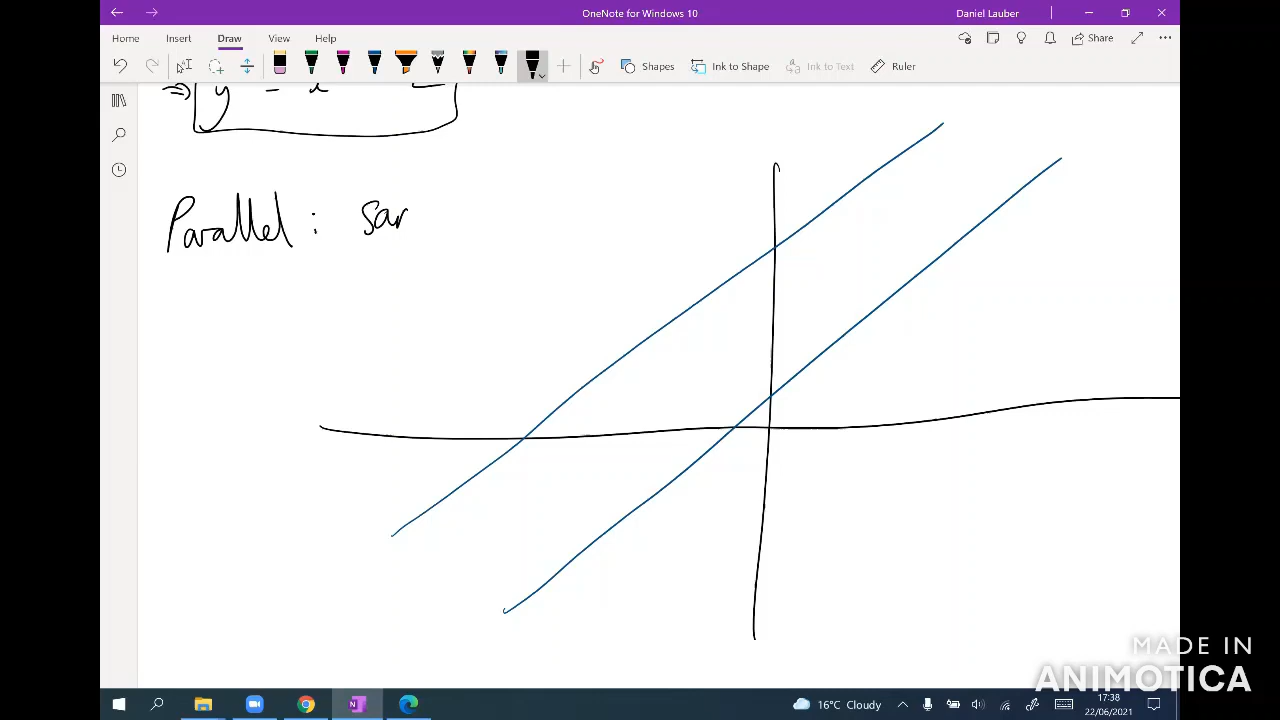 OneNote for Windows 10
Daniel Lauber
Home Insert Draw View Help
Share
Shapes Ink to Shape Ink to Text Ruler
⇒ y = x
Parallel : sar
MADE IN
ANIMOTICA
16°C Cloudy
17:38
22/06/2021